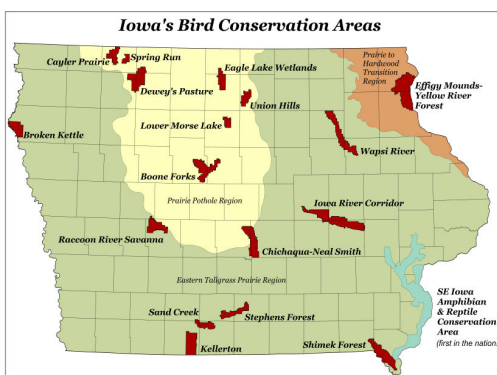 Iowa's Bird Conservation Areas
Cayler Prairie
Spring Run
Dewey's Pasture
Eagle Lake Wetlands
Union Hills
Prairie to
Hardwood
Transition
Region
Effigy Mounds-
Yellow River
Forest
Broken Kettle
Lower Morse Lake
Wapsi River
Boone Forks
Prairie Pothole Region
Iowa River Corridor
Raccoon River Savanna
Chichaqua-Neal Smith
Eastern Tallgrass Prairie Region
SE Iowa
Amphibian
& Reptile
Conservation
Area
(first in the nation.
Sand Creek
Stephens Forest
Kellerton
Shimek Forest